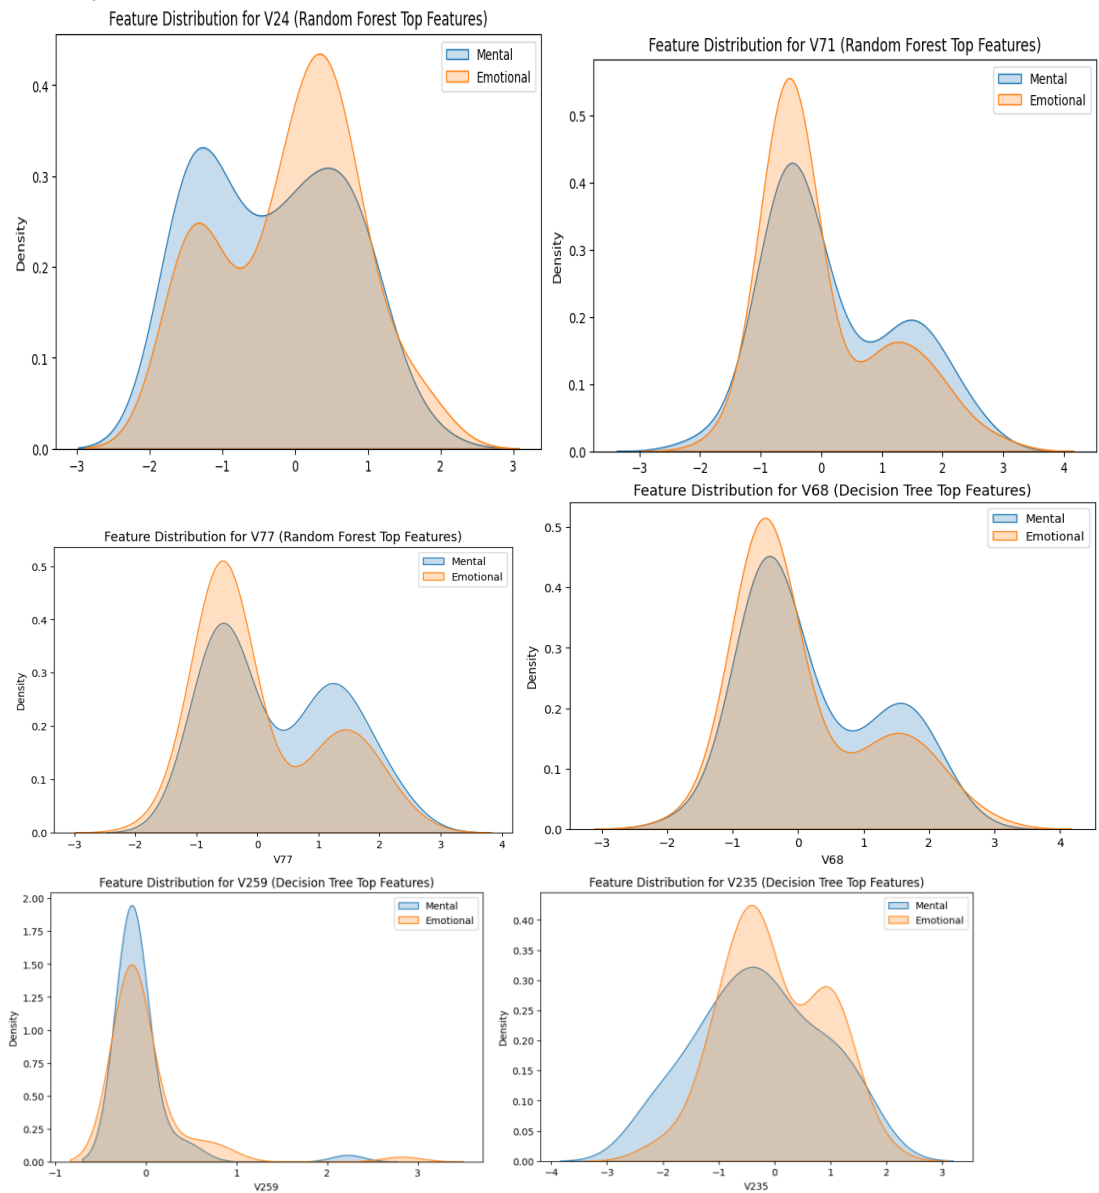 Feature Distribution for V24 (Random Forest Top Features)
Mental
Emotional
Density
0.4
0.3
0.2
0.1
0.0
−3 −2 −1 0 1 2 3
Feature Distribution for V71 (Random Forest Top Features)
Mental
Emotional
Density
0.5
0.4
0.3
0.2
0.1
0.0
−3 −2 −1 0 1 2 3 4
Feature Distribution for V77 (Random Forest Top Features)
Mental
Emotional
Density
0.5
0.4
0.3
0.2
0.1
0.0
−3 −2 −1 0 1 2 3 4
V77
Feature Distribution for V68 (Decision Tree Top Features)
Mental
Emotional
Density
0.5
0.4
0.3
0.2
0.1
0.0
−3 −2 −1 0 1 2 3 4
V68
Feature Distribution for V259 (Decision Tree Top Features)
Mental
Emotional
Density
2.00
1.75
1.50
1.25
1.00
0.75
0.50
0.25
0.00
−1 0 1 2 3
V259
Feature Distribution for V235 (Decision Tree Top Features)
Mental
Emotional
Density
0.40
0.35
0.30
0.25
0.20
0.15
0.10
0.05
0.00
−4 −3 −2 −1 0 1 2 3
V235